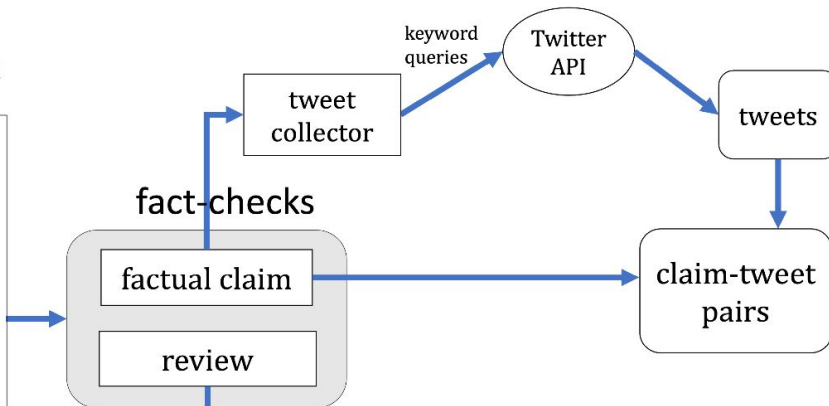 keyword
queries
Twitter
API
tweet
collector
tweets
fact-checks
factual claim
claim-tweet
pairs
review